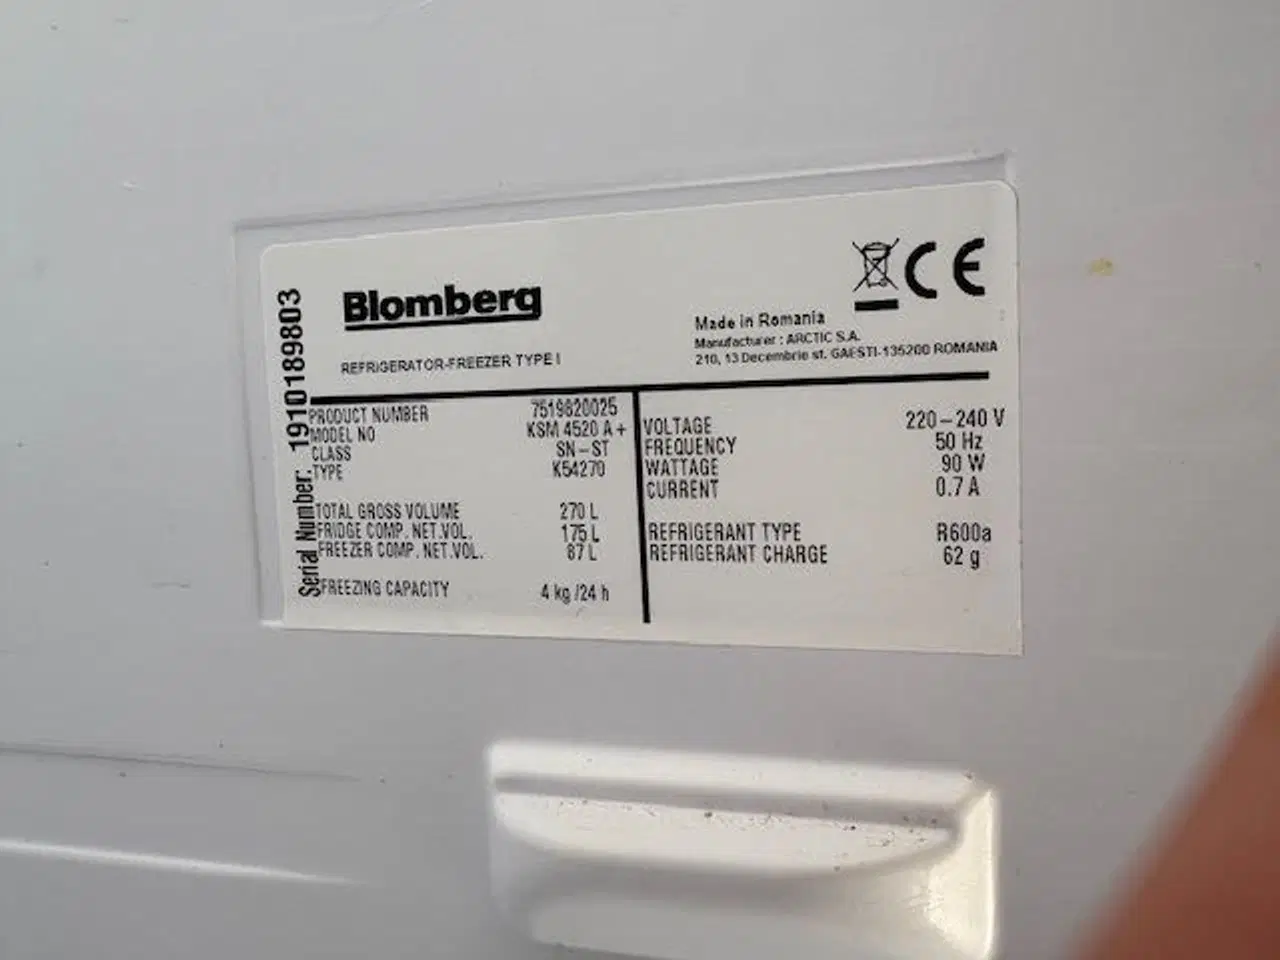 Serial Number: 1910189803
Blomberg
REFRIGERATOR-FREEZER TYPE I
CE
Made in Romania
Manufacturer : ARCTIC S.A.
210, 13 Decembrie st. GAESTI-135200 ROMANIA
PRODUCT NUMBER 7519820025
MODEL NO KSM 4520 A+
CLASS SN-ST
TYPE K54270
TOTAL GROSS VOLUME 270 L
FRIDGE COMP. NET.VOL. 175 L
FREEZER COMP. NET.VOL. 87 L
FREEZING CAPACITY 4 kg /24 h
VOLTAGE 220-240 V
FREQUENCY 50 Hz
WATTAGE 90 W
CURRENT 0.7 A
REFRIGERANT TYPE R600a
REFRIGERANT CHARGE 62 g